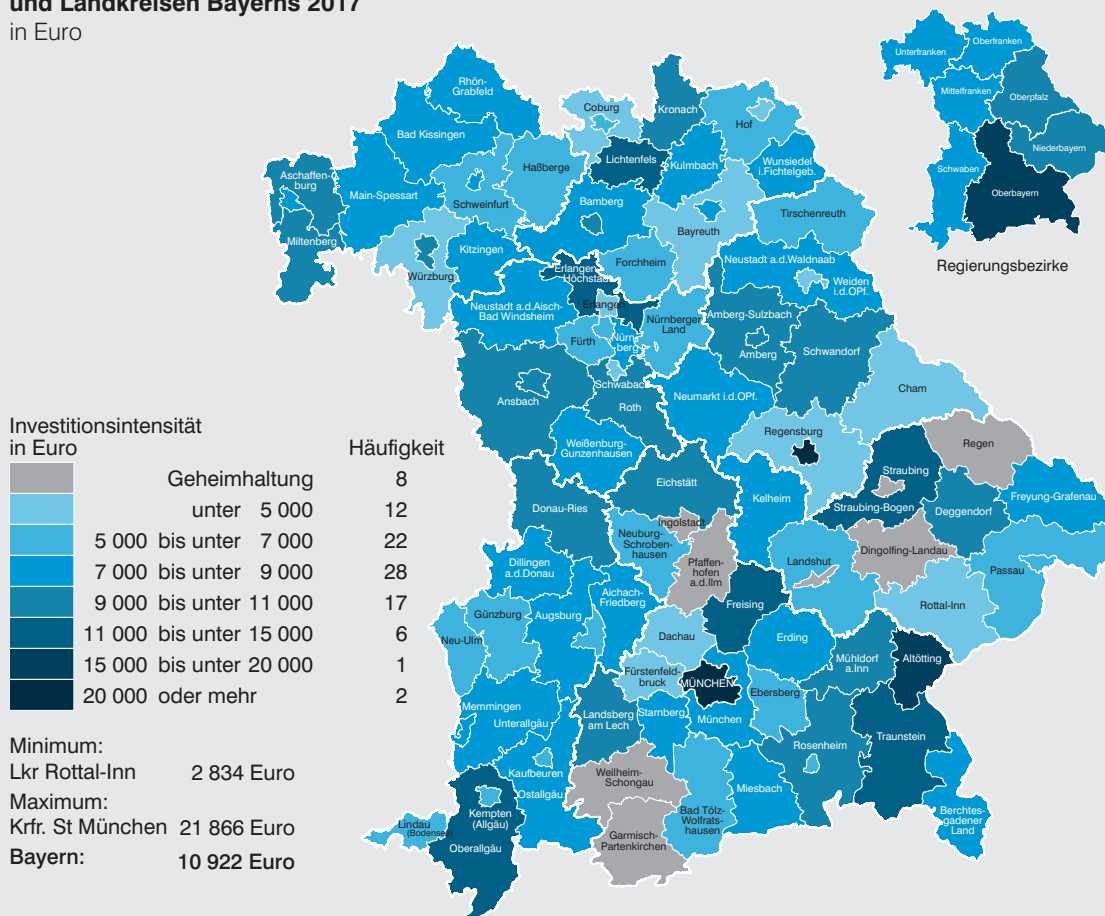 und Landkreisen Bayerns 2017
in Euro
Unterfranken
Oberfranken
Mittelfranken
Oberpfalz
Niederbayern
Schwaben
Oberbayern
Regierungsbezirke
Rhön-
Grabfeld
Bad Kissingen
Coburg
Kronach
Hof
Lichtenfels
Kulmbach
Wunsiedel
i.Fichtelgeb.
Aschaffen-
burg
Main-Spessart
Schweinfurt
Haßberge
Bamberg
Bayreuth
Tirschenreuth
Miltenberg
Würzburg
Kitzingen
Forchheim
Neustadt a.d.Waldnaab
Weiden
i.d.OPf.
Erlangen-
Höchstadt
Erlangen
Neustadt a.d.Aisch-
Bad Windsheim
Fürth
Nürn-
berg
Nürnberger
Land
Amberg-Sulzbach
Amberg
Schwandorf
Ansbach
Schwabach
Roth
Neumarkt i.d.OPf.
Cham
Weißenburg-
Gunzenhausen
Regensburg
Regen
Straubing
Straubing-Bogen
Deggendorf
Freyung-Grafenau
Eichstätt
Kelheim
Donau-Ries
Ingolstadt
Neuburg-
Schroben-
hausen
Pfaffen-
hofen
a.d.Ilm
Landshut
Dingolfing-Landau
Passau
Dillingen
a.d.Donau
Aichach-
Friedberg
Freising
Rottal-Inn
Günzburg
Augsburg
Neu-Ulm
Dachau
Erding
Mühldorf
a.Inn
Altötting
Fürstenfeld-
bruck
MÜNCHEN
Ebersberg
Memmingen
Unterallgäu
Landsberg
am Lech
Starnberg
München
Rosenheim
Traunstein
Kaufbeuren
Ostallgäu
Weilheim-
Schongau
Bad Tölz-
Wolfrats-
hausen
Miesbach
Berchtes-
gadener
Land
Lindau
(Bodensee)
Kempten
(Allgäu)
Oberallgäu
Garmisch-
Partenkirchen
Investitionsintensität
in Euro Häufigkeit
Geheimhaltung 8
unter 5 000 12
5 000 bis unter 7 000 22
7 000 bis unter 9 000 28
9 000 bis unter 11 000 17
11 000 bis unter 15 000 6
15 000 bis unter 20 000 1
20 000 oder mehr 2
Minimum:
Lkr Rottal-Inn 2 834 Euro
Maximum:
Krfr. St München 21 866 Euro
Bayern: 10 922 Euro